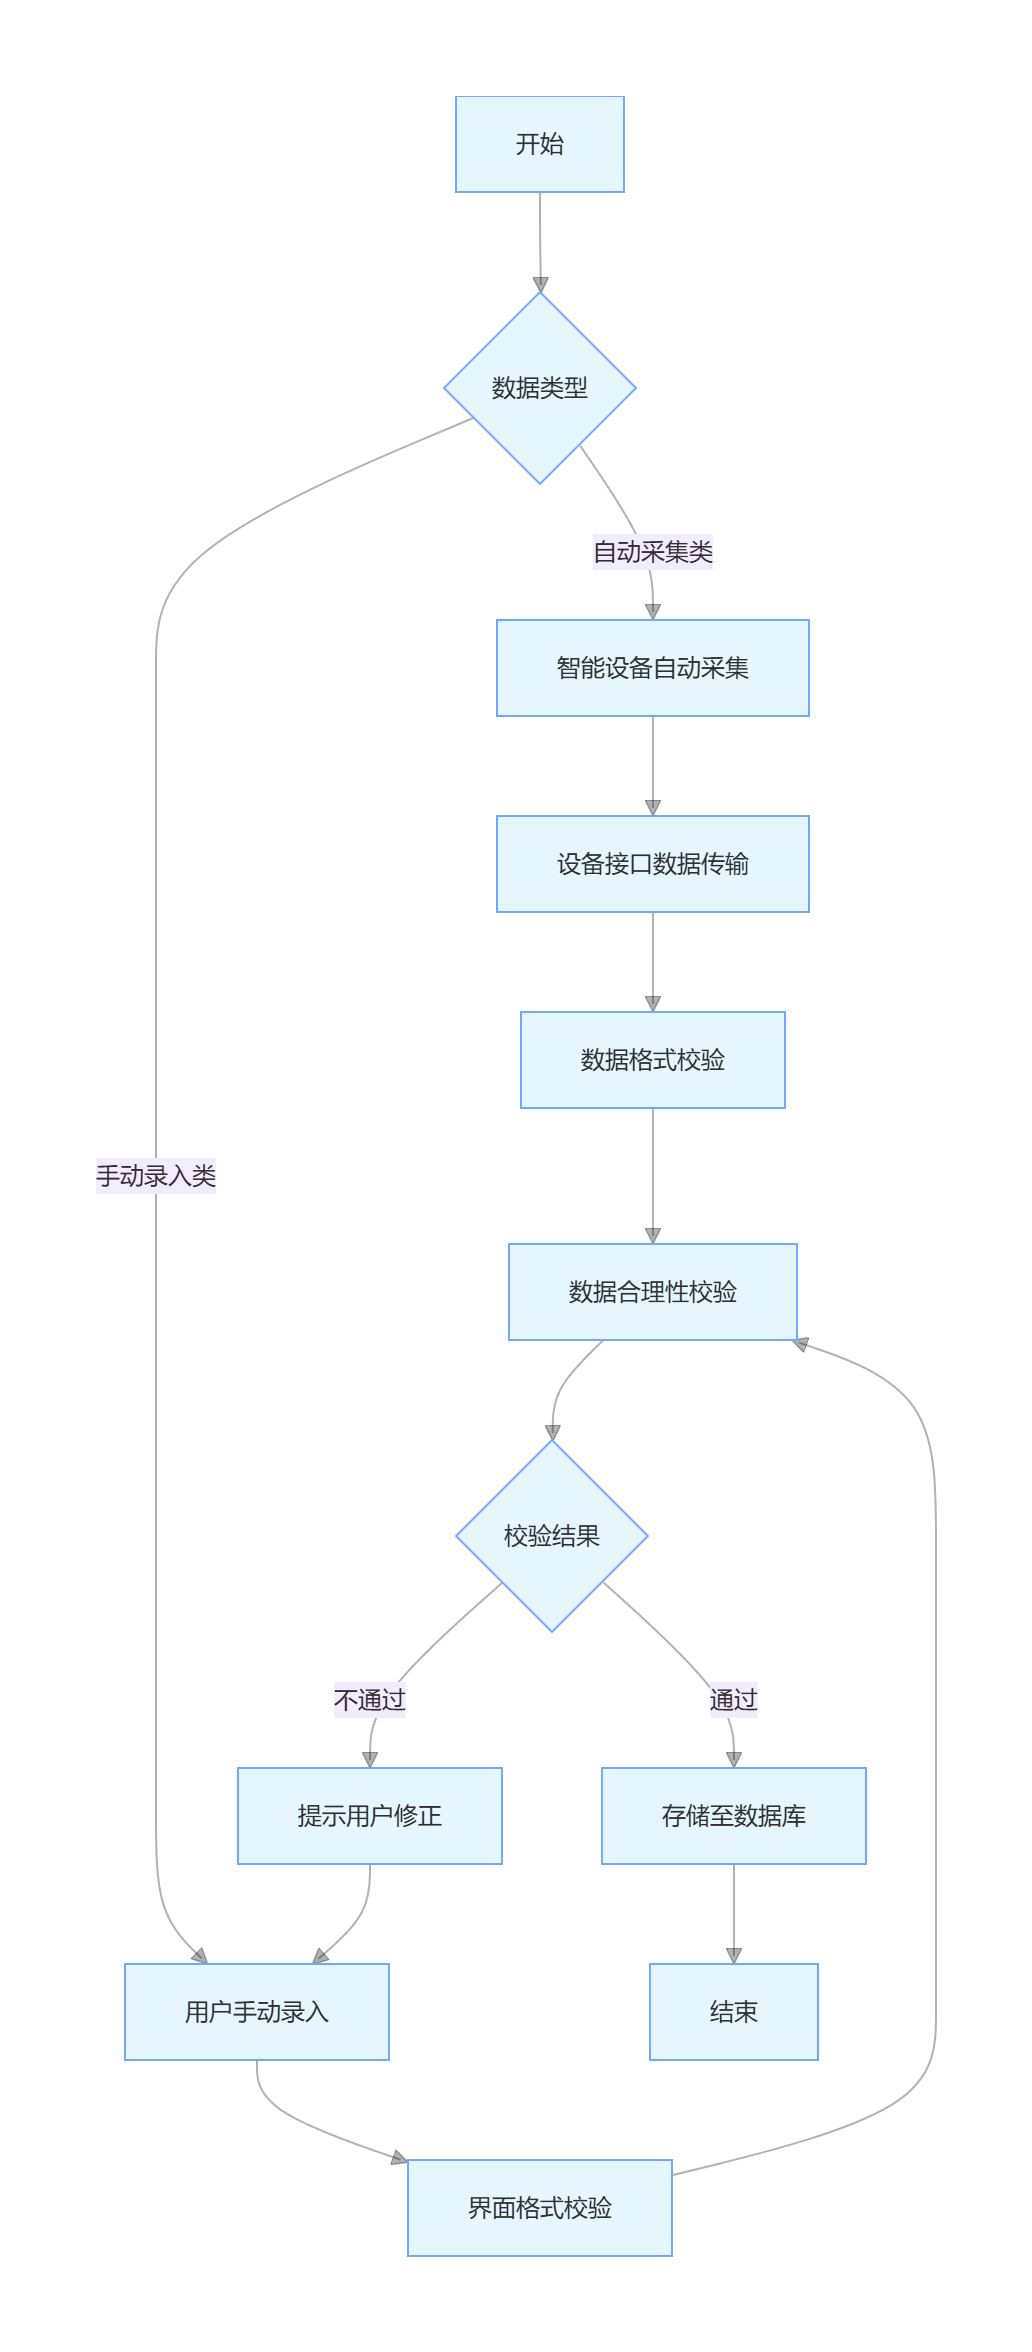 开始
数据类型
自动采集类
智能设备自动采集
设备接口数据传输
数据格式校验
手动录入类
数据合理性校验
校验结果
不通过
通过
提示用户修正
存储至数据库
用户手动录入
结束
界面格式校验